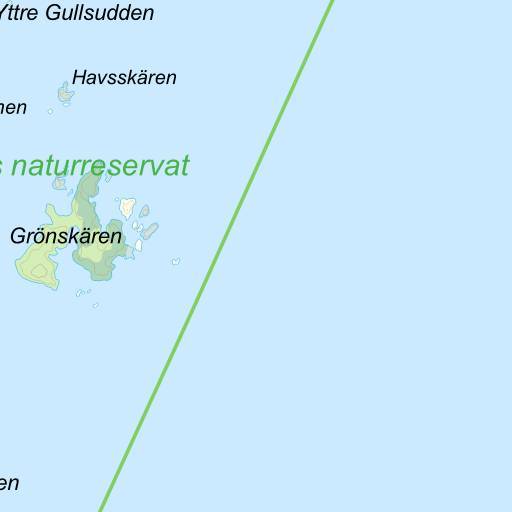 Yttre Gullsudden
Havsskären
nen
s naturreservat
Grönskären
en